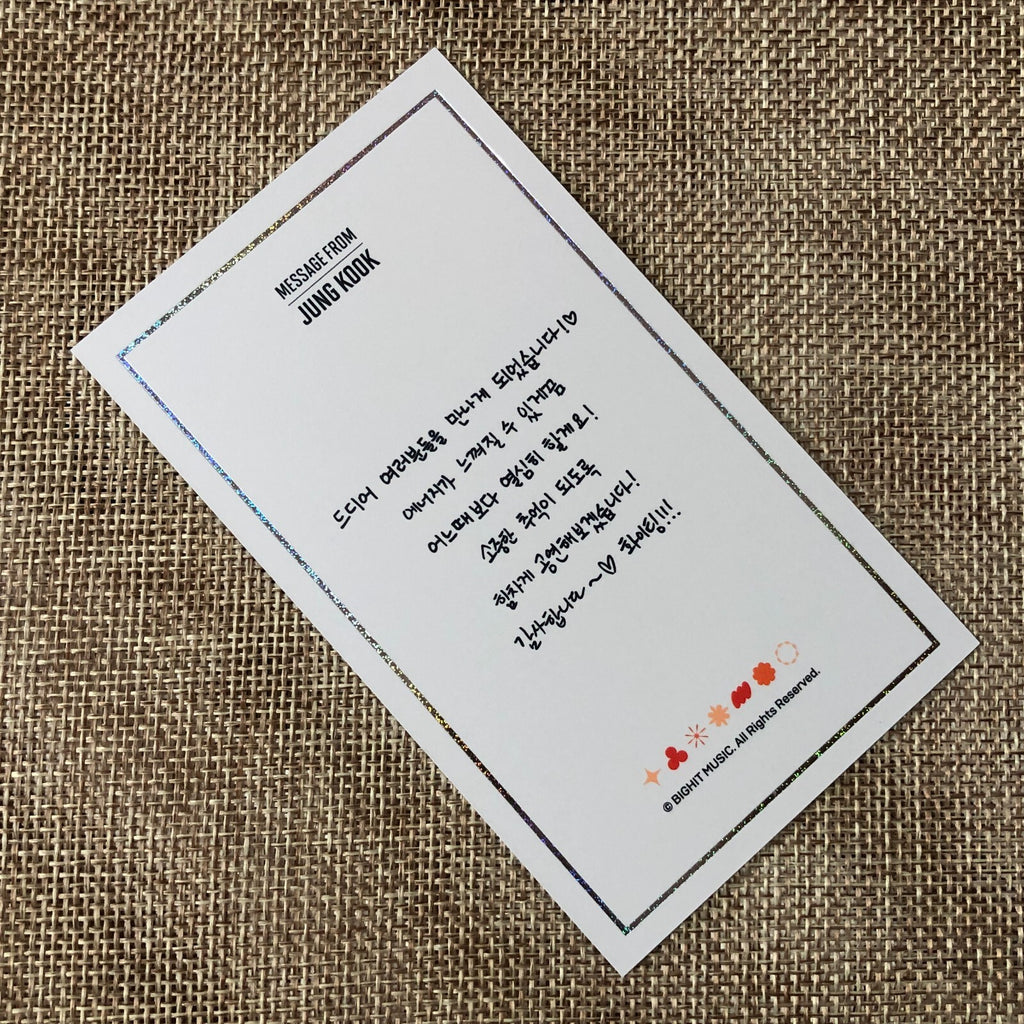 MESSAGE FROM
JUNG KOOK
드디어 여러분들을 만나게 되었습니다!♡
에너지가 느껴질 수 있게끔
어느때보다 열심히 할게요!
소중한 추억이 되도록
힘차게 공연해보겠습니다!
감사합니다~~♡ 화이팅!!!
© BIGHIT MUSIC. All Rights Reserved.